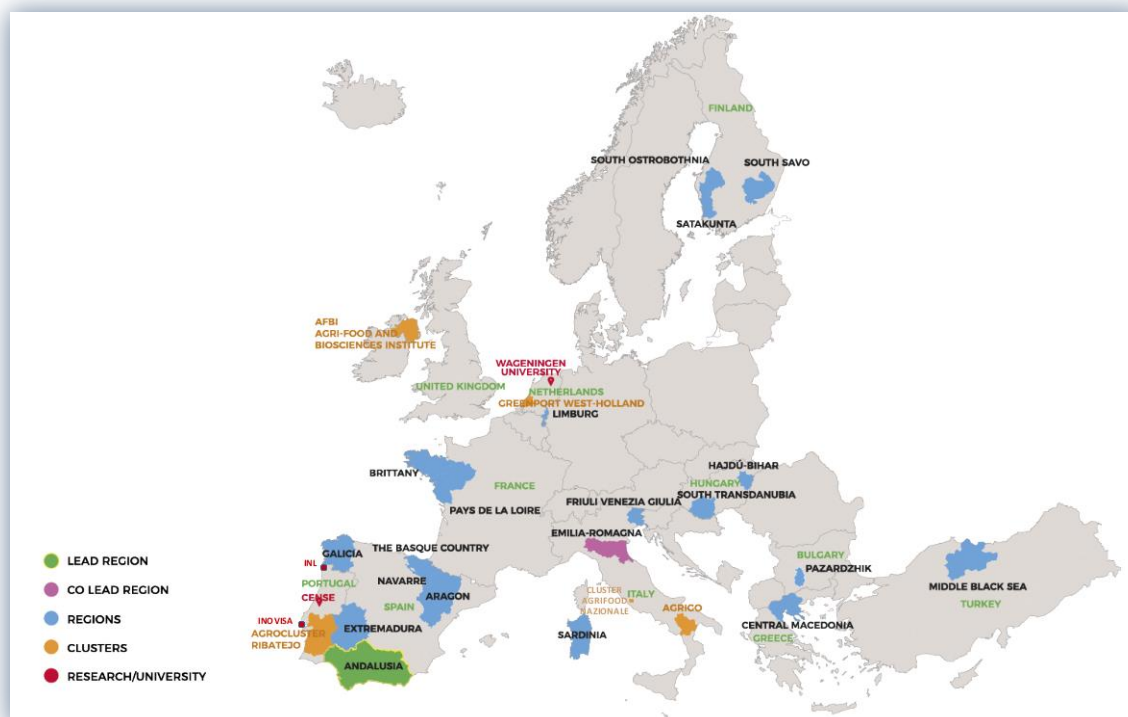 FINLAND
SOUTH OSTROBOTHNIA
SOUTH SAVO
SATAKUNTA
AFBI
AGRI-FOOD AND
BIOSCIENCES INSTITUTE
WAGENINGEN
UNIVERSITY
UNITED KINGDOM
NETHERLANDS
GREENPORT WEST-HOLLAND
LIMBURG
BRITTANY
FRANCE
PAYS DE LA LOIRE
HAJDÚ-BIHAR
HUNGARY
SOUTH TRANSDANUBIA
FRIULI VENEZIA GIULIA
EMILIA-ROMAGNA
GALICIA
THE BASQUE COUNTRY
INL
NAVARRE
PORTUGAL
ARAGON
CENSE
SPAIN
INOVISA
AGROCLUSTER
RIBATEJO
EXTREMADURA
ANDALUSIA
CLUSTER
AGRIFOOD
NAZIONALE
ITALY
AGRICO
SARDINIA
BULGARY
PAZARDZHIK
MIDDLE BLACK SEA
TURKEY
CENTRAL MACEDONIA
GREECE
LEAD REGION
CO LEAD REGION
REGIONS
CLUSTERS
RESEARCH/UNIVERSITY